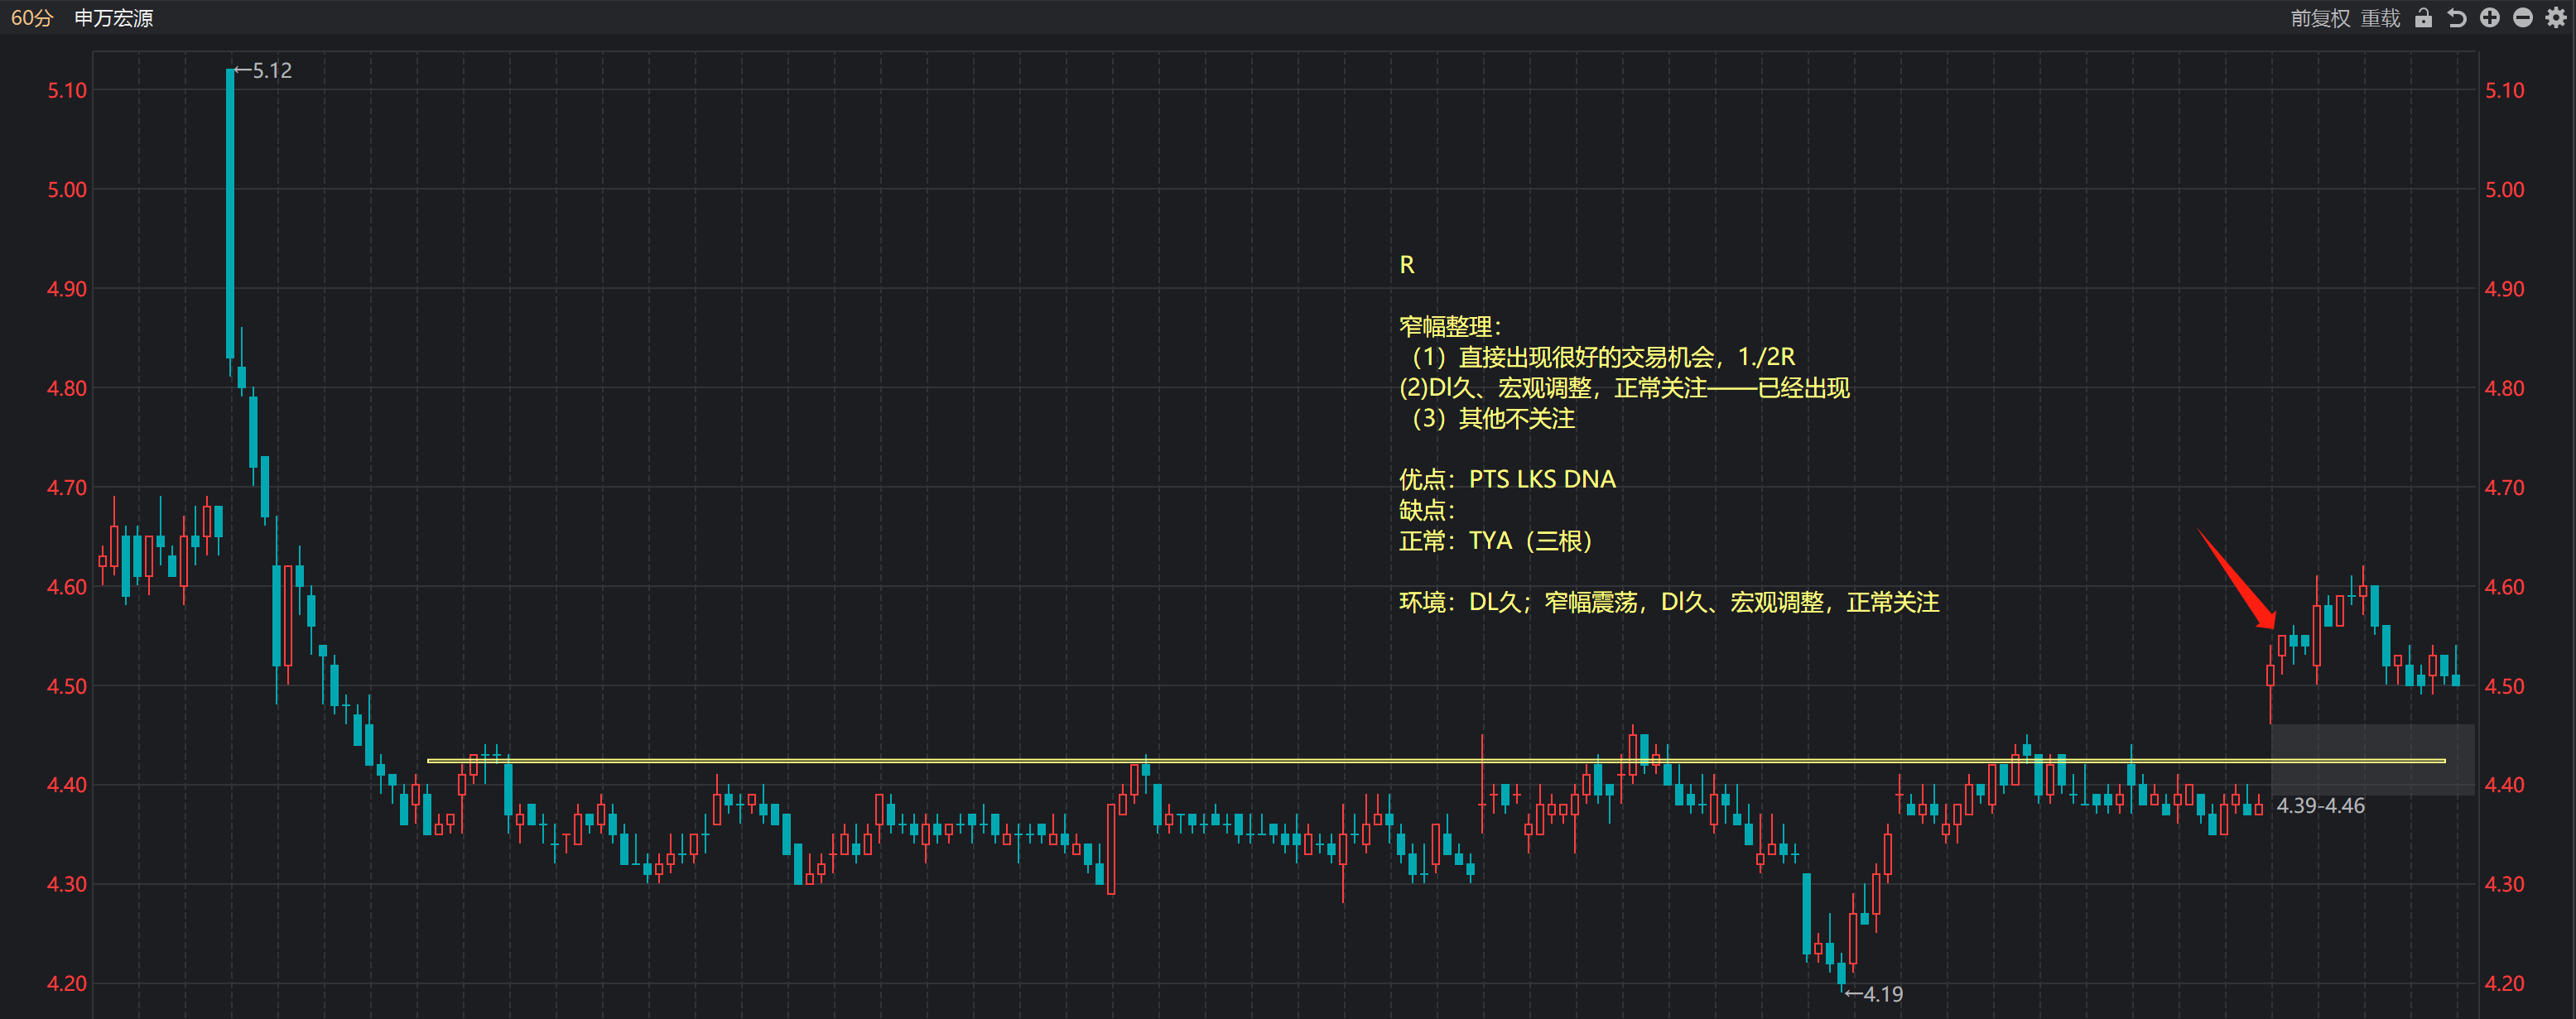 60分 申万宏源 前复权 重载
←5.12
5.10 5.10
5.00 5.00
4.90 4.90
4.80 4.80
4.70 4.70
4.60 4.60
4.50 4.50
4.40 4.40
4.30 4.30
4.20 4.20
R
窄幅整理：
（1）直接出现很好的交易机会，1./2R
(2)Dl久、宏观调整，正常关注——已经出现
（3）其他不关注
优点：PTS LKS DNA
缺点：
正常：TYA（三根）
环境：DL久；窄幅震荡，Dl久、宏观调整，正常关注
4.39-4.46
←4.19